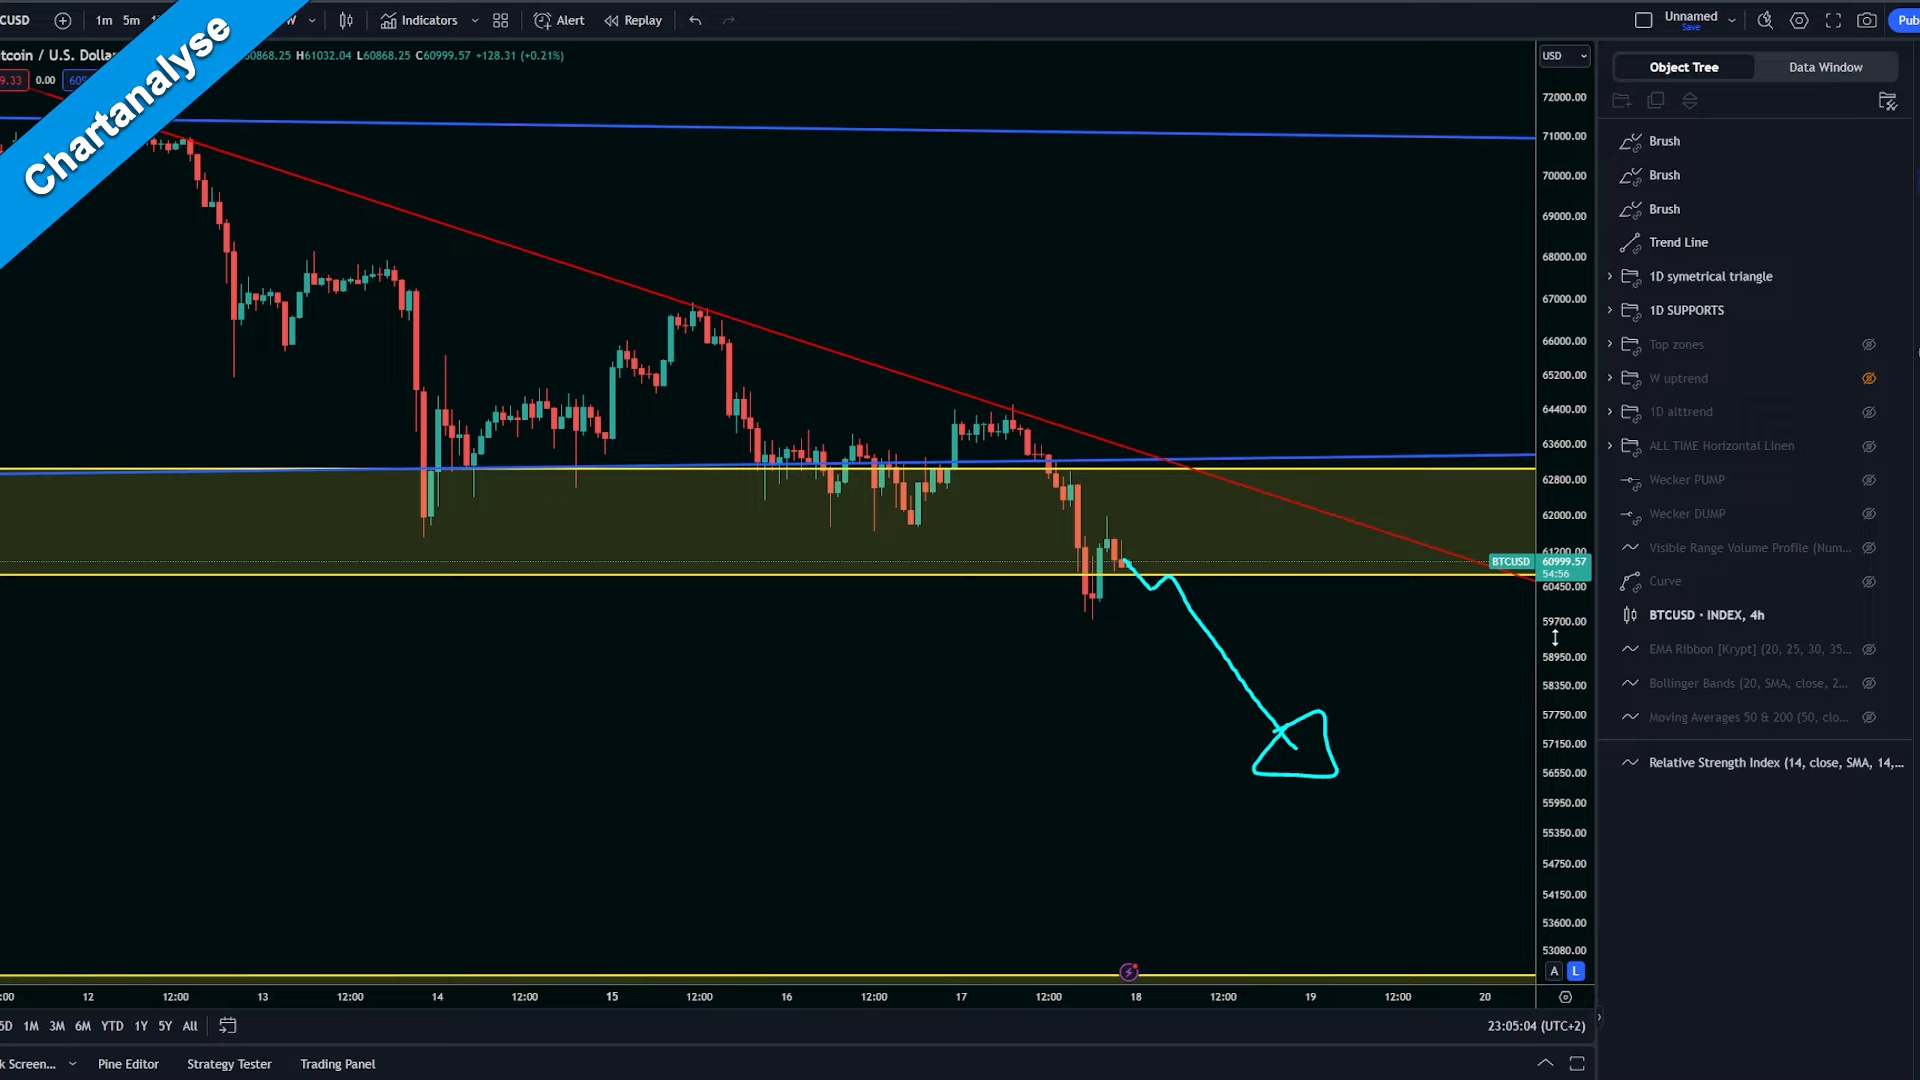 CUSD
1m
5m
W
Indicators
Alert
Replay
Unnamed
Save
Pub
Chartanalyse
tcoin / U.S. Dolla
60868.25 H61032.04 L60868.25 C60999.57 +128.31 (+0.21%)
9.33
0.00
USD
Object Tree
Data Window
72000.00
71000.00
70000.00
69000.00
68000.00
67000.00
66000.00
65200.00
64400.00
63600.00
62800.00
62000.00
61200.00
BTCUSD
60999.57
54:56
60450.00
59700.00
58950.00
58350.00
57750.00
57150.00
56550.00
55950.00
55350.00
54750.00
54150.00
53600.00
53080.00
A
L
Brush
Brush
Brush
Trend Line
1D symetrical triangle
1D SUPPORTS
Top zones
W uptrend
1D alttrend
ALL TIME Horizontal Linen
Wecker PUMP
Wecker DUMP
Visible Range Volume Profile (Num...
Curve
BTCUSD · INDEX, 4h
EMA Ribbon [Krypt] (20, 25, 30, 35...
Bollinger Bands (20, SMA, close, 2...
Moving Averages 50 & 200 (50, clo...
Relative Strength Index (14, close, SMA, 14,...
:00 12 12:00 13 12:00 14 12:00 15 12:00 16 12:00 17 12:00 18 12:00 19 12:00 20
5D 1M 3M 6M YTD 1Y 5Y All
23:05:04 (UTC+2)
k Screen...
Pine Editor
Strategy Tester
Trading Panel